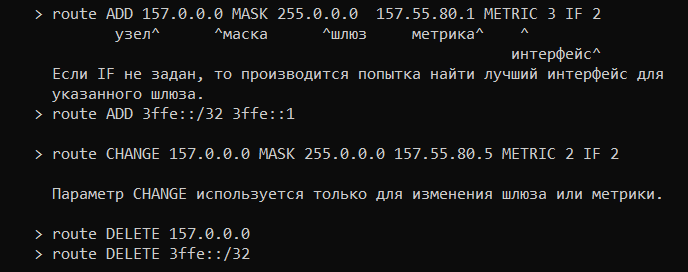 > route ADD 157.0.0.0 MASK 255.0.0.0  157.55.80.1 METRIC 3 IF 2
узел^      ^маска      ^шлюз     метрика^    ^
интерфейс^
Если IF не задан, то производится попытка найти лучший интерфейс для
указанного шлюза.
> route ADD 3ffe::/32 3ffe::1
> route CHANGE 157.0.0.0 MASK 255.0.0.0 157.55.80.5 METRIC 2 IF 2
Параметр CHANGE используется только для изменения шлюза или метрики.
> route DELETE 157.0.0.0
> route DELETE 3ffe::/32